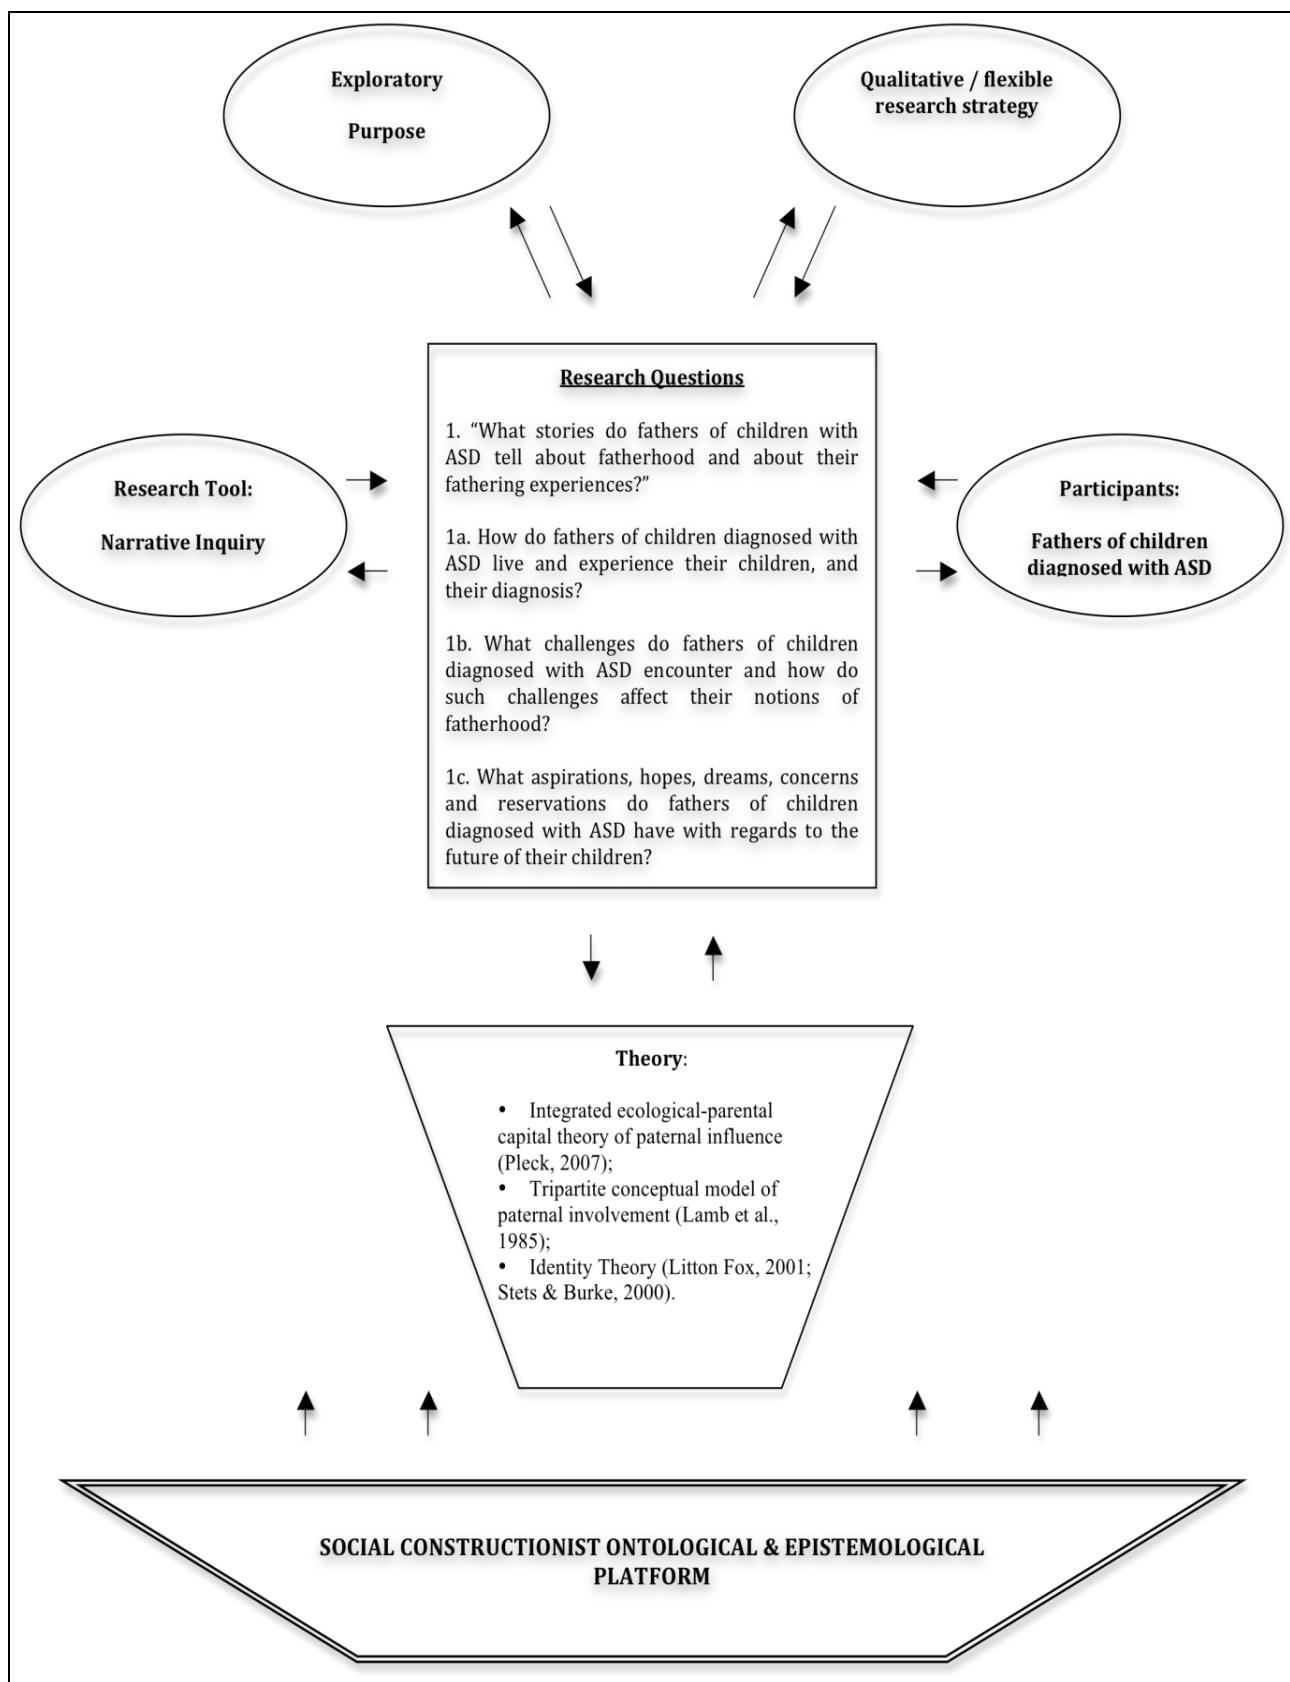 Exploratory
Purpose
Qualitative / flexible
research strategy
Research Questions
1. “What stories do fathers of children with
ASD tell about fatherhood and about their
fathering experiences?”
1a. How do fathers of children diagnosed with
ASD live and experience their children, and
their diagnosis?
1b. What challenges do fathers of children
diagnosed with ASD encounter and how do
such challenges affect their notions of
fatherhood?
1c. What aspirations, hopes, dreams, concerns
and reservations do fathers of children
diagnosed with ASD have with regards to the
future of their children?
Research Tool:
Narrative Inquiry
Participants:
Fathers of children
diagnosed with ASD
Theory:
• Integrated ecological-parental
capital theory of paternal influence
(Pleck, 2007);
• Tripartite conceptual model of
paternal involvement (Lamb et al.,
1985);
• Identity Theory (Litton Fox, 2001;
Stets & Burke, 2000).
SOCIAL CONSTRUCTIONIST ONTOLOGICAL & EPISTEMOLOGICAL
PLATFORM